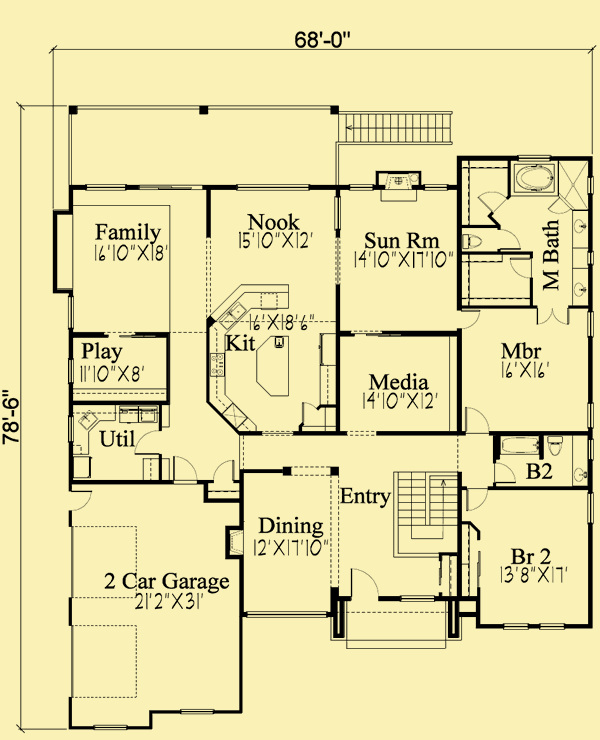 68'-0"
78'-6"
Family
16'10"X18'
Nook
15'10"X12'
Sun Rm
14'10"X17'10"
M Bath
16'X18'6"
Kit
Play
11'10"X8'
Media
14'10"X12'
Mbr
16'X16'
Util
B2
Entry
Dining
12'X17'10"
Br 2
13'8"X17'
2 Car Garage
21'2"X31'